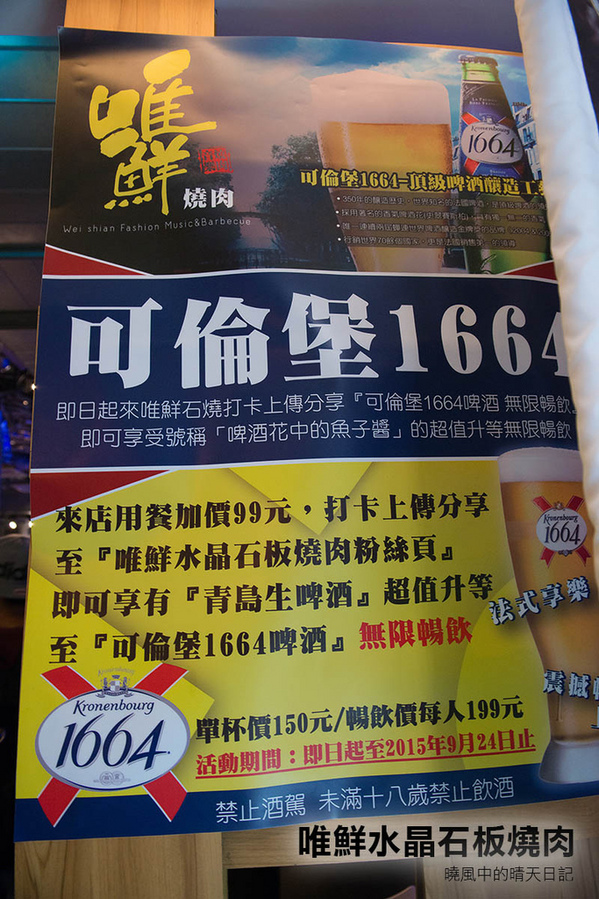 唯鮮
燒肉
Wei shian Fashion Music&Barbecue
Kronenbourg
1664
可倫堡1664-頂級啤酒釀造工
可倫堡1664
即日起來唯鮮石燒打卡上傳分享『可倫堡1664啤酒 無限暢飲』
即可享受號稱「啤酒花中的魚子醬」的超值升等無限暢飲
來店用餐加價99元，打卡上傳分享
至『唯鮮水晶石板燒肉粉絲頁』
即可享有『青島生啤酒』超值升等
至『可倫堡1664啤酒』無限暢飲
Kronenbourg
1664
法式享樂
震撼
Kronenbourg
1664
單杯價150元/暢飲價每人199元
活動期間：即日起至2015年9月24日止
禁止酒駕 未滿十八歲禁止飲酒
唯鮮水晶石板燒肉
曉風中的晴天日記